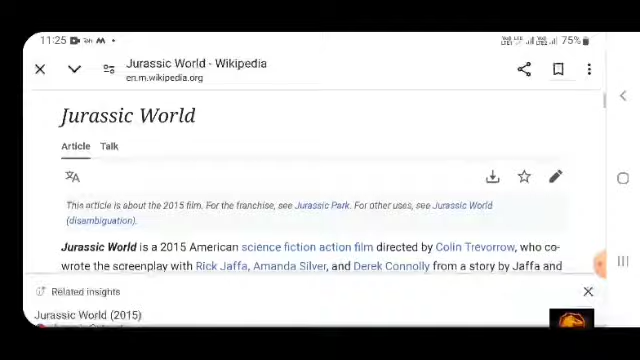 11:25
75%
Jurassic World - Wikipedia
en.m.wikipedia.org
Jurassic World
Article Talk
This article is about the 2015 film. For the franchise, see Jurassic Park. For other uses, see Jurassic World
(disambiguation).
Jurassic World is a 2015 American science fiction action film directed by Colin Trevorrow, who co-
wrote the screenplay with Rick Jaffa, Amanda Silver, and Derek Connolly from a story by Jaffa and
Related insights
Jurassic World (2015)